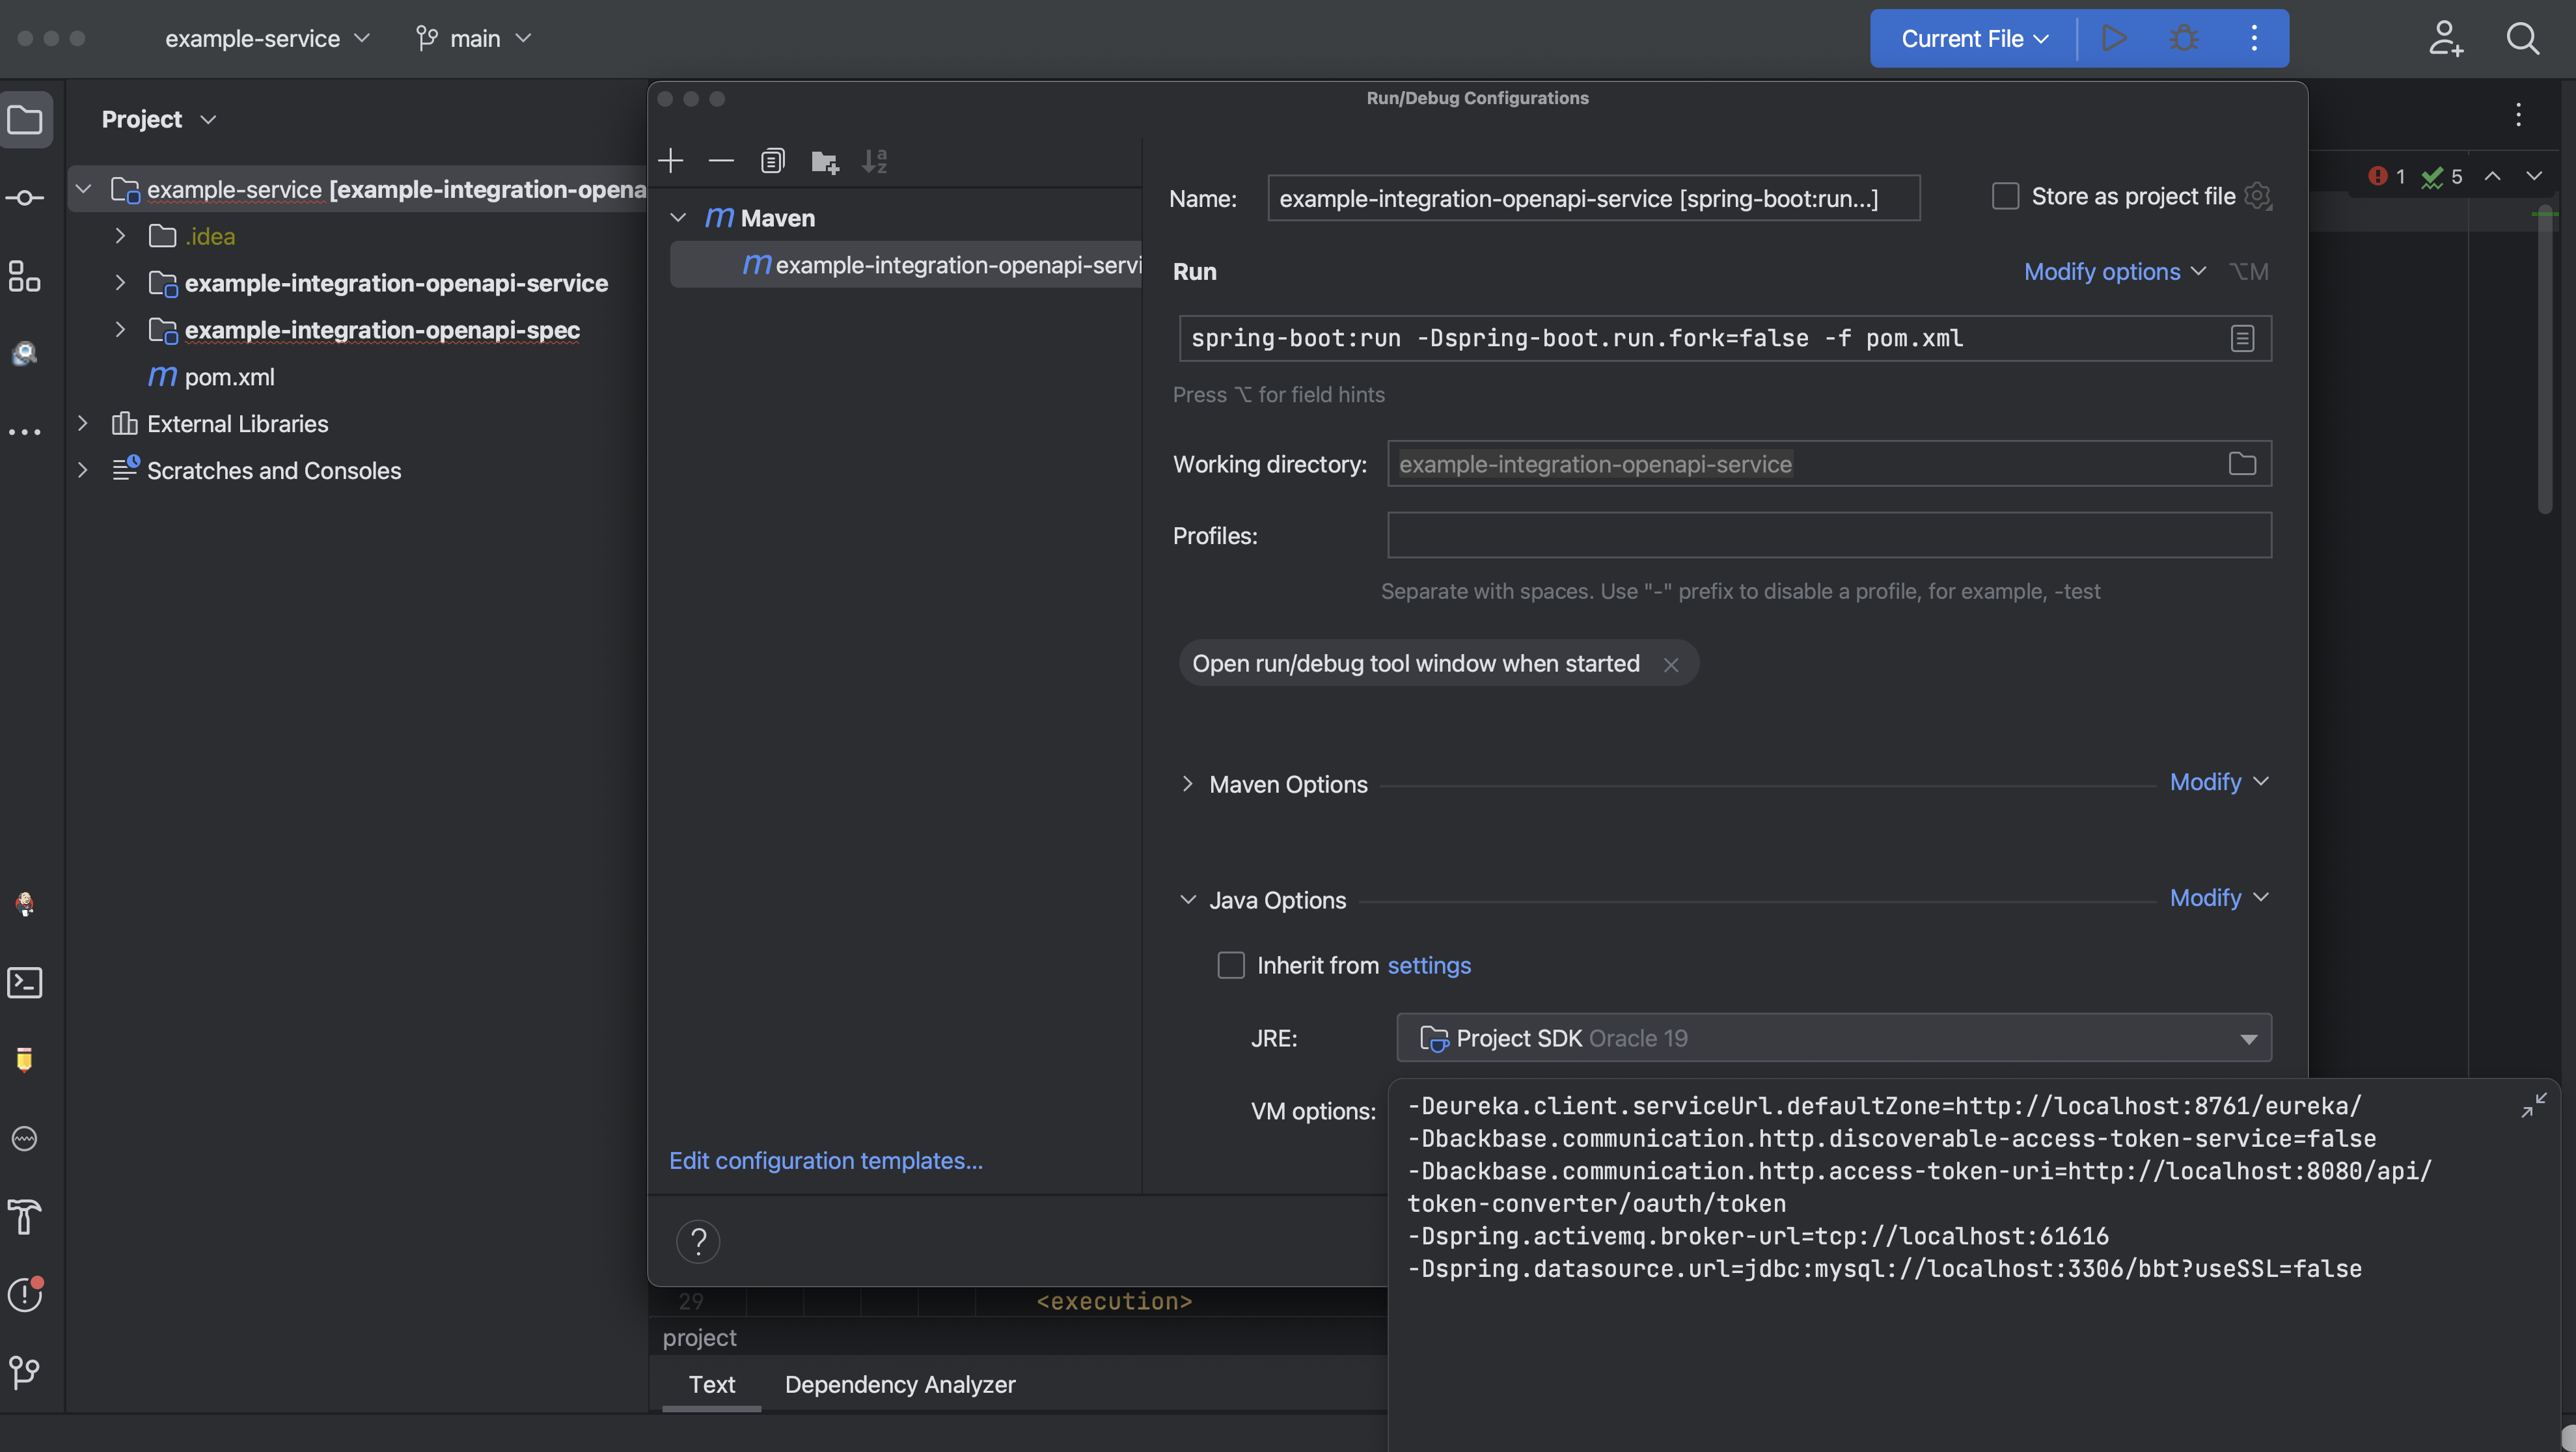 example-service
main
Current File
Project
example-service [example-integration-opena
.idea
example-integration-openapi-service
example-integration-openapi-spec
m pom.xml
External Libraries
Scratches and Consoles
Run/Debug Configurations
m Maven
m example-integration-openapi-servi
Edit configuration templates...
?
Name: example-integration-openapi-service [spring-boot:run...]
Store as project file
Run
Modify options ⌥M
spring-boot:run -Dspring-boot.run.fork=false -f pom.xml
Press ⌥ for field hints
Working directory: example-integration-openapi-service
Profiles:
Separate with spaces. Use "-" prefix to disable a profile, for example, -test
Open run/debug tool window when started
Maven Options Modify
Java Options Modify
Inherit from settings
JRE: Project SDK Oracle 19
VM options:
-Deureka.client.serviceUrl.defaultZone=http://localhost:8761/eureka/
-Dbackbase.communication.http.discoverable-access-token-service=false
-Dbackbase.communication.http.access-token-uri=http://localhost:8080/api/
token-converter/oauth/token
-Dspring.activemq.broker-url=tcp://localhost:61616
-Dspring.datasource.url=jdbc:mysql://localhost:3306/bbt?useSSL=false
1 5
29 <execution>
project
Text Dependency Analyzer